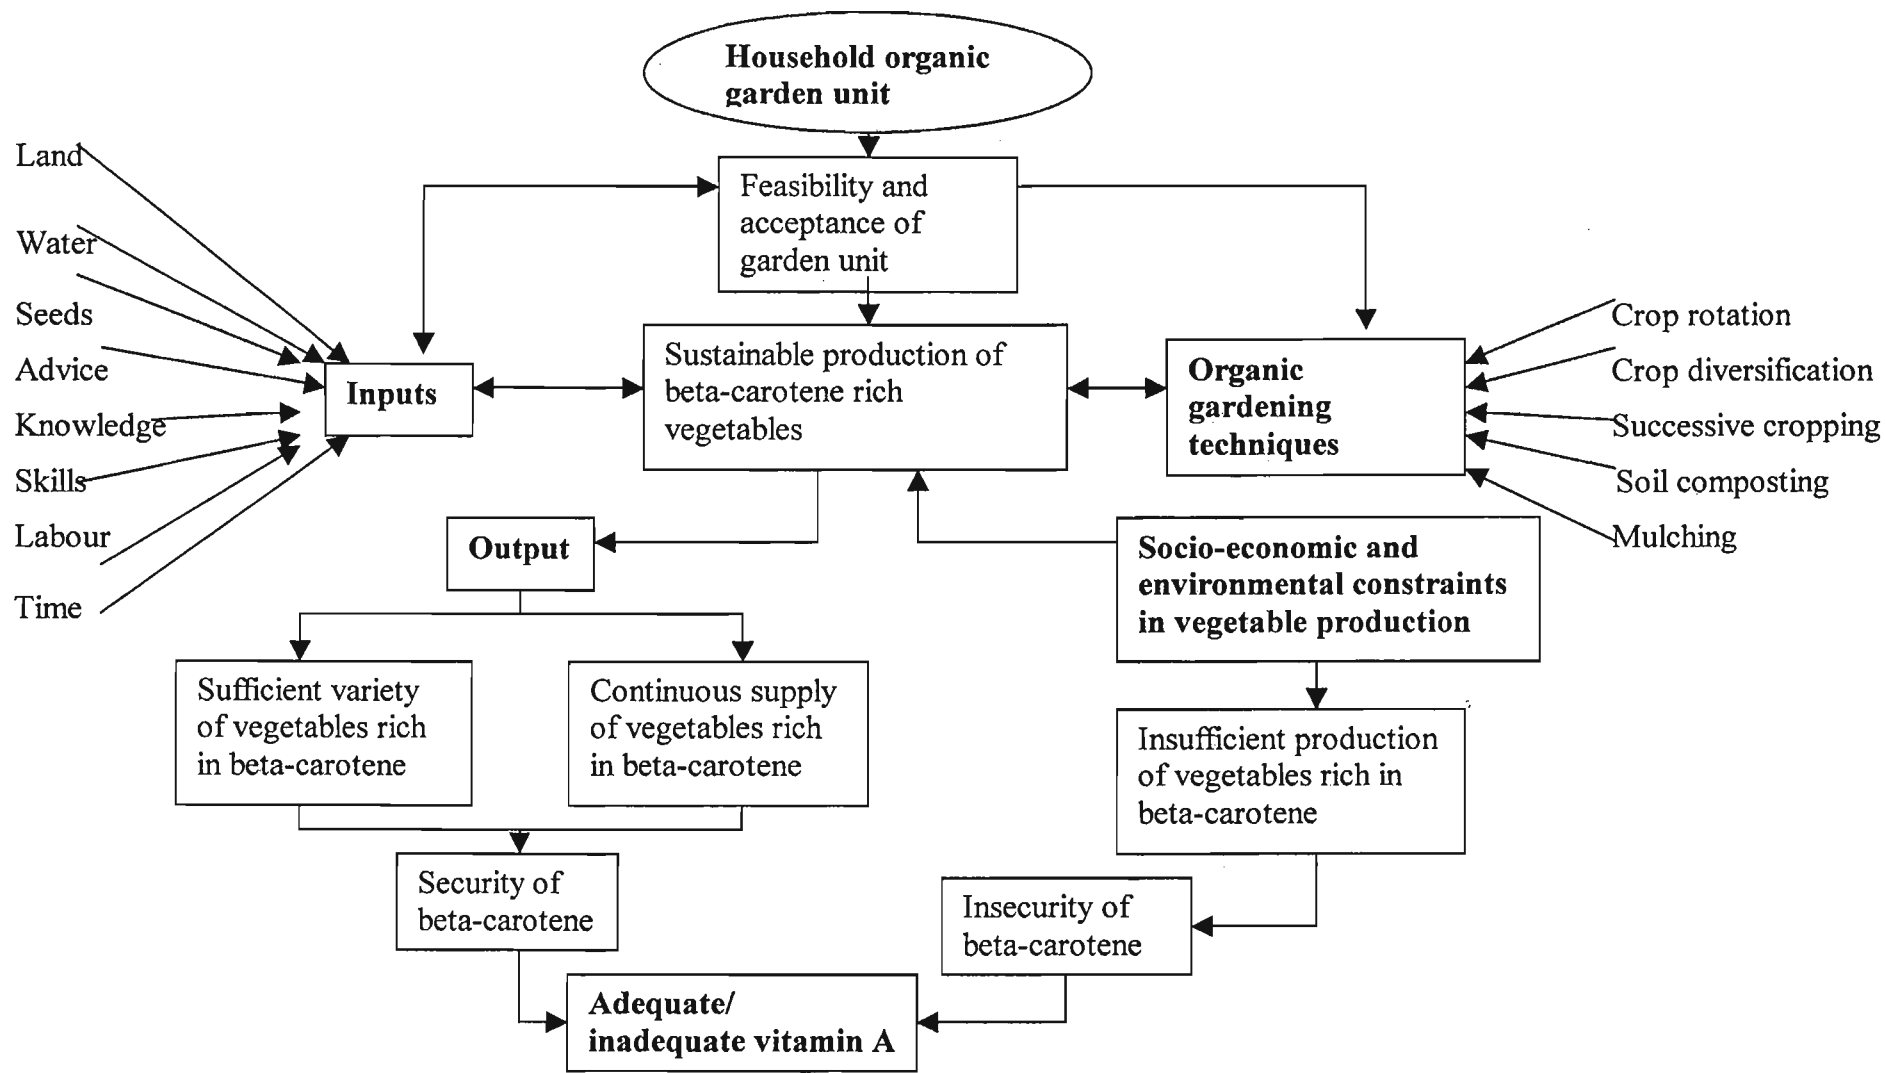 Household organic
garden unit
Feasibility and
acceptance of
garden unit
Land
Water
Seeds
Advice
Knowledge
Skills
Labour
Time
Inputs
Sustainable production of
beta-carotene rich
vegetables
Organic
gardening
techniques
Crop rotation
Crop diversification
Successive cropping
Soil composting
Mulching
Output
Socio-economic and
environmental constraints
in vegetable production
Sufficient variety
of vegetables rich
in beta-carotene
Continuous supply
of vegetables rich
in beta-carotene
Insufficient production
of vegetables rich in
beta-carotene
Security of
beta-carotene
Insecurity of
beta-carotene
Adequate/
inadequate vitamin A